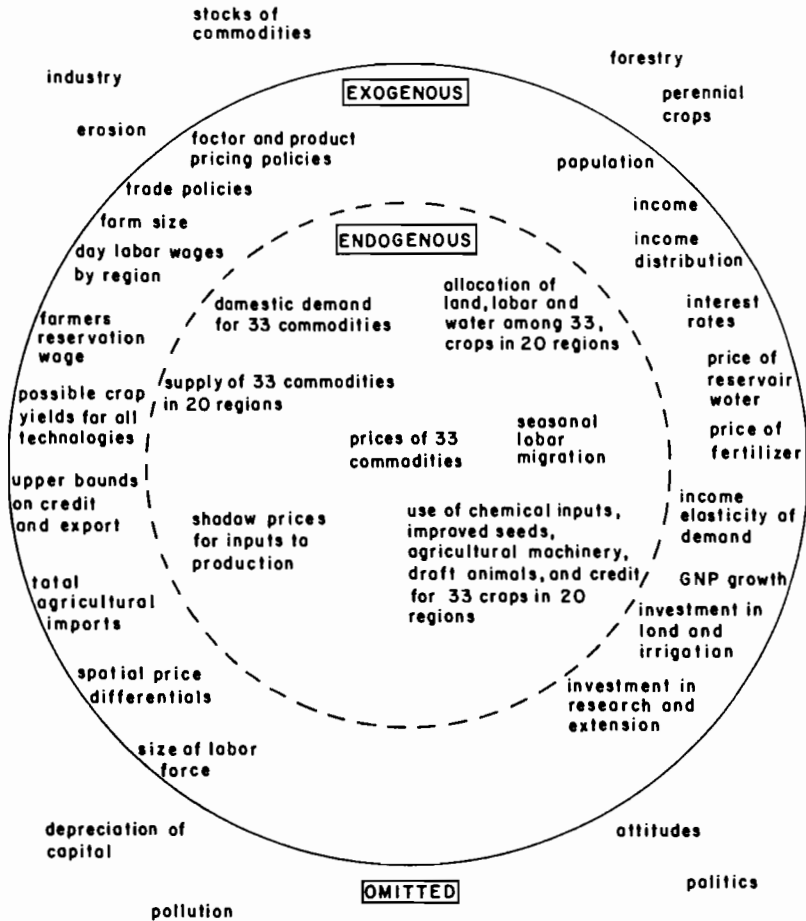 stocks of
commodities
industry
forestry
perennial
crops
EXOGENOUS
erosion
factor and product
pricing policies
population
trade policies
income
farm size
ENDOGENOUS
income
distribution
day labor wages
by region
domestic demand
for 33 commodities
allocation of
land, labor and
water among 33,
crops in 20 regions
interest
rates
farmers
reservation
wage
price of
reservoir
water
supply of 33 commodities
in 20 regions
possible crop
yields for all
technologies
prices of 33
commodities
seasonal
labor
migration
price of
fertilizer
upper bounds
on credit
and export
shadow prices
for inputs to
production
use of chemical inputs,
improved seeds,
agricultural machinery,
draft animals, and credit
for 33 crops in 20
regions
income
elasticity of
demand
GNP growth
total
agricultural
imports
investment in
land and
irrigation
spatial price
differentials
investment in
research and
extension
size of labor
force
depreciation of
capital
attitudes
OMITTED
politics
pollution